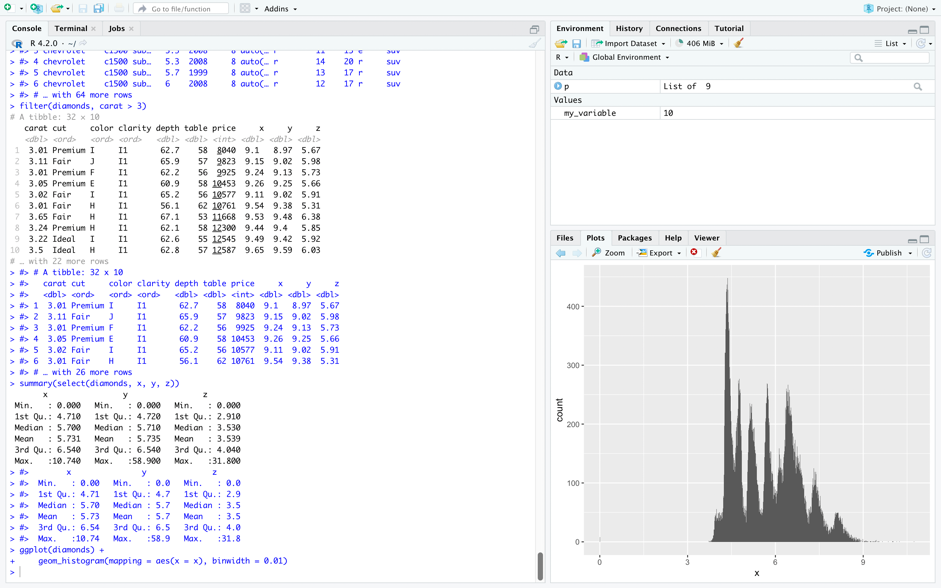 Go to file/function
Addins
Project: (None)
Console
Terminal
Jobs
R 4.2.0 · ~/
> #> 3 chevrolet c1500 sub… 5.3 2008 8 auto(… e suv
> #> 4 chevrolet c1500 sub… 5.3 2008 8 auto(… r 14 20 r suv
> #> 5 chevrolet c1500 sub… 5.7 1999 8 auto(… r 13 17 r suv
> #> 6 chevrolet c1500 sub… 6 2008 8 auto(… r 12 17 r suv
> #> # … with 64 more rows
> filter(diamonds, carat > 3)
# A tibble: 32 × 10
carat cut color clarity depth table price x y z
<dbl> <ord> <ord> <ord> <dbl> <dbl> <int> <dbl> <dbl> <dbl>
1 3.01 Premium I I1 62.7 58 8040 9.1 8.97 5.67
2 3.11 Fair J I1 65.9 57 9823 9.15 9.02 5.98
3 3.01 Premium F I1 62.2 56 9925 9.24 9.13 5.73
4 3.05 Premium E I1 60.9 58 10453 9.26 9.25 5.66
5 3.02 Fair I I1 65.2 56 10577 9.11 9.02 5.91
6 3.01 Fair H I1 56.1 62 10761 9.54 9.38 5.31
7 3.65 Fair H I1 67.1 53 11668 9.53 9.48 6.38
8 3.24 Premium H I1 62.1 58 12300 9.44 9.4 5.85
9 3.22 Ideal I I1 62.6 55 12545 9.49 9.42 5.92
10 3.5 Ideal H I1 62.8 57 12587 9.65 9.59 6.03
# … with 22 more rows
> #> # A tibble: 32 x 10
> #> carat cut color clarity depth table price x y z
> #> <dbl> <ord> <ord> <ord> <dbl> <dbl> <int> <dbl> <dbl> <dbl>
> #> 1 3.01 Premium I I1 62.7 58 8040 9.1 8.97 5.67
> #> 2 3.11 Fair J I1 65.9 57 9823 9.15 9.02 5.98
> #> 3 3.01 Premium F I1 62.2 56 9925 9.24 9.13 5.73
> #> 4 3.05 Premium E I1 60.9 58 10453 9.26 9.25 5.66
> #> 5 3.02 Fair I I1 65.2 56 10577 9.11 9.02 5.91
> #> 6 3.01 Fair H I1 56.1 62 10761 9.54 9.38 5.31
> #> # … with 26 more rows
> summary(select(diamonds, x, y, z))
x y z
Min. : 0.000 Min. : 0.000 Min. : 0.000
1st Qu.: 4.710 1st Qu.: 4.720 1st Qu.: 2.910
Median : 5.700 Median : 5.710 Median : 3.530
Mean : 5.731 Mean : 5.735 Mean : 3.539
3rd Qu.: 6.540 3rd Qu.: 6.540 3rd Qu.: 4.040
Max. :10.740 Max. :58.900 Max. :31.800
> #> x y z
> #> Min. : 0.00 Min. : 0.0 Min. : 0.0
> #> 1st Qu.: 4.71 1st Qu.: 4.7 1st Qu.: 2.9
> #> Median : 5.70 Median : 5.7 Median : 3.5
> #> Mean : 5.73 Mean : 5.7 Mean : 3.5
> #> 3rd Qu.: 6.54 3rd Qu.: 6.5 3rd Qu.: 4.0
> #> Max. :10.74 Max. :58.9 Max. :31.8
> ggplot(diamonds) +
+ geom_histogram(mapping = aes(x = x), binwidth = 0.01)
>
Environment
History
Connections
Tutorial
Import Dataset
406 MiB
List
R
Global Environment
Data
p List of 9
Values
my_variable 10
Files
Plots
Packages
Help
Viewer
Zoom
Export
Publish
400
300
200
100
0
count
0 3 6 9
x